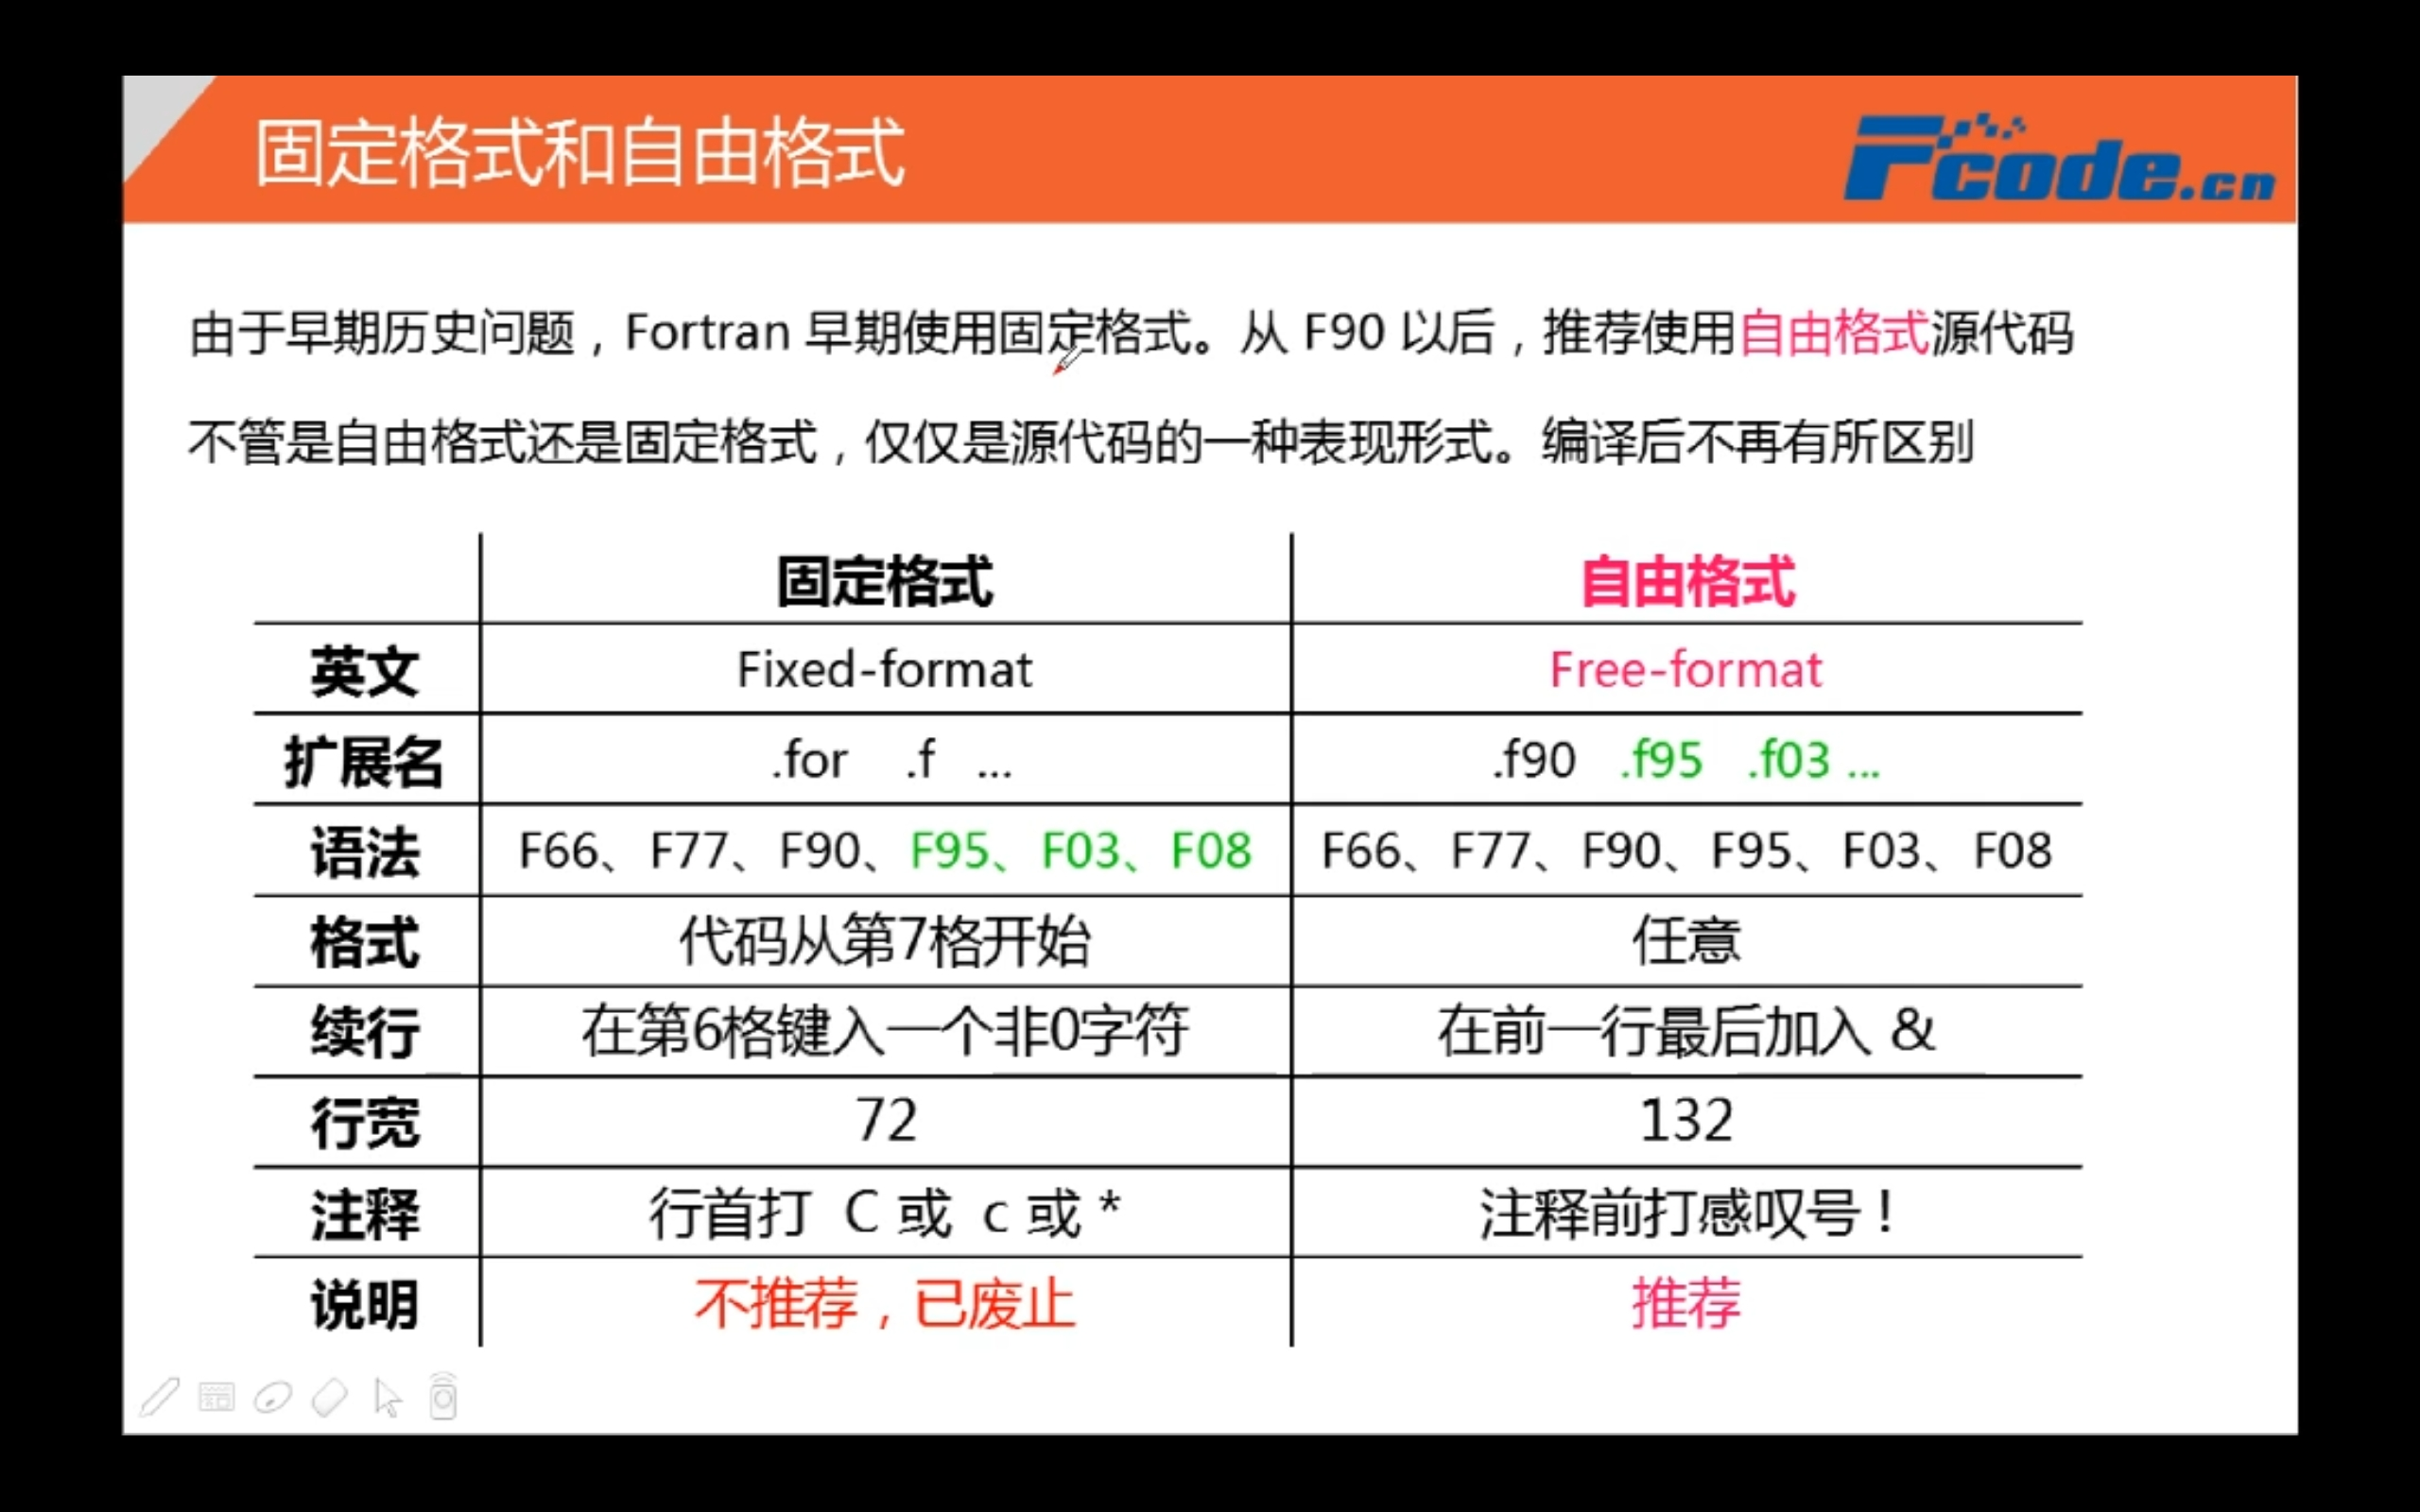 固定格式和自由格式
Fcode.cn
由于早期历史问题，Fortran 早期使用固定格式。从 F90 以后，推荐使用自由格式源代码
不管是自由格式还是固定格式，仅仅是源代码的一种表现形式。编译后不再有所区别
固定格式 自由格式
英文 Fixed-format Free-format
扩展名 .for .f ... .f90 .f95 .f03 ...
语法 F66、F77、F90、F95、F03、F08 F66、F77、F90、F95、F03、F08
格式 代码从第7格开始 任意
续行 在第6格键入一个非0字符 在前一行最后加入 &
行宽 72 132
注释 行首打 C 或 c 或 * 注释前打感叹号！
说明 不推荐，已废止 推荐